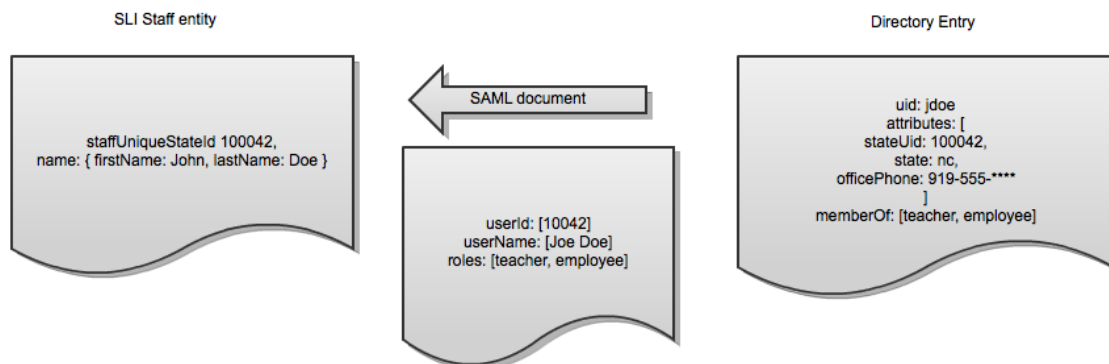 SLI Staff entity
Directory Entry
staffUniqueStateId 100042,
name: { firstName: John, lastName: Doe }
SAML document
userId: [10042]
userName: [Joe Doe]
roles: [teacher, employee]
uid: jdoe
attributes: [
stateUid: 100042,
state: nc,
officePhone: 919-555-****
]
memberOf: [teacher, employee]